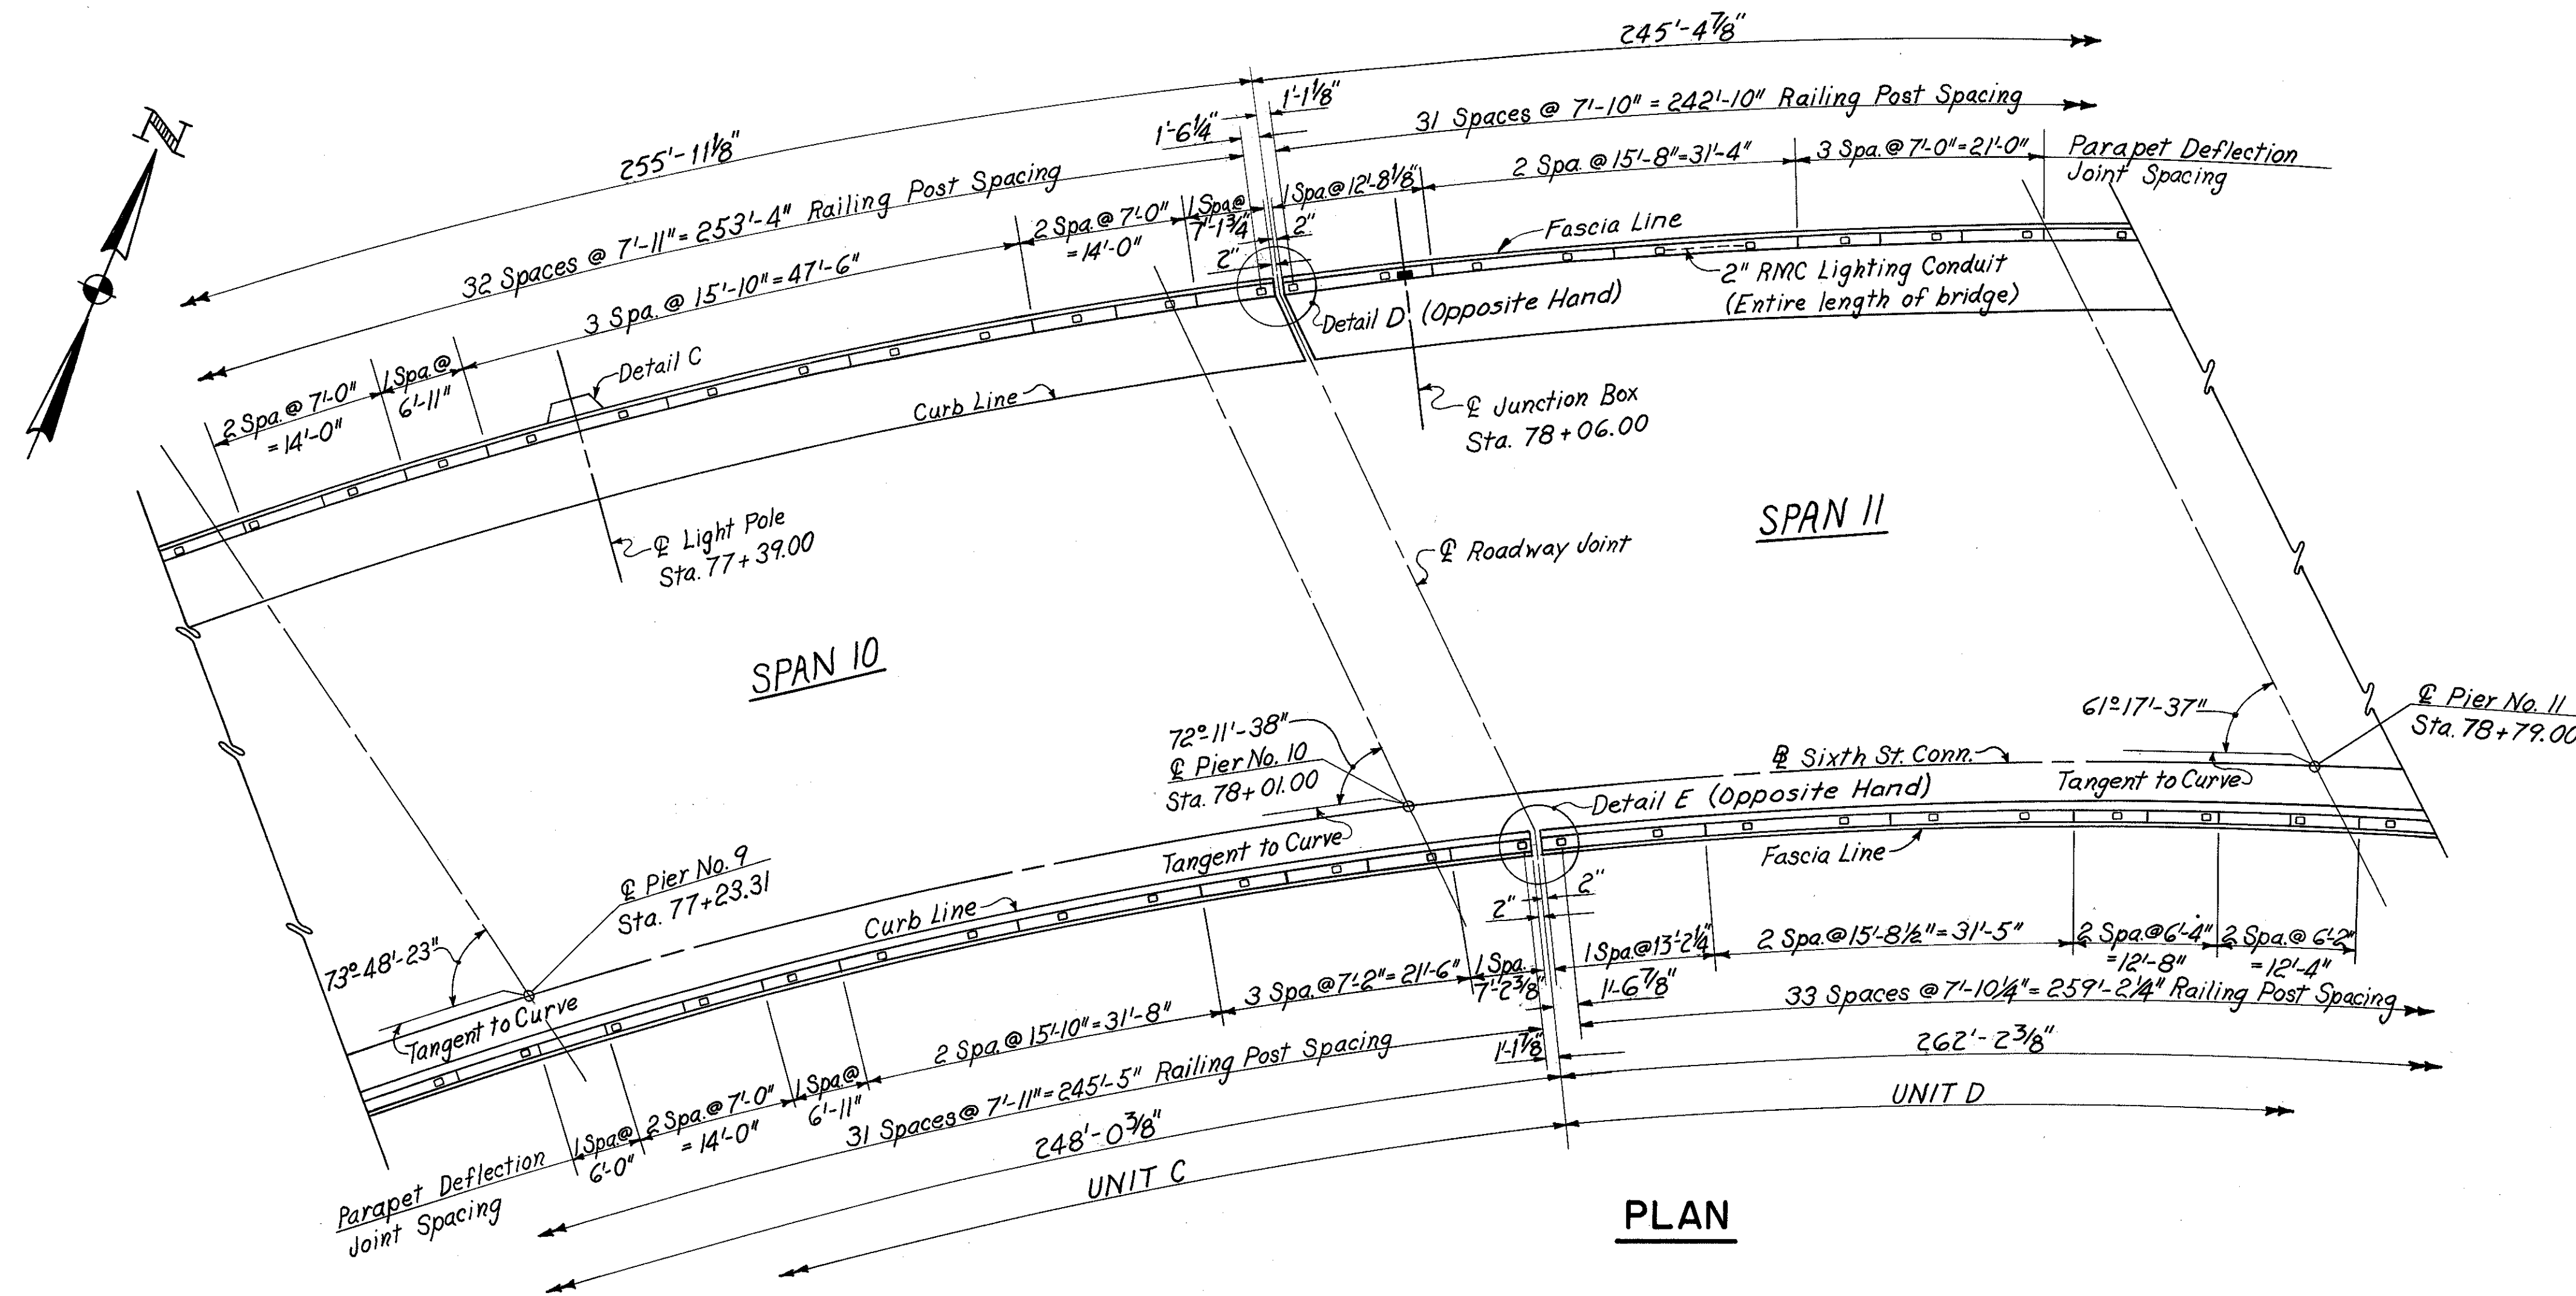 245'-4 7/8"
1'-1 1/8"
31 Spaces @ 7'-10" = 242'-10" Railing Post Spacing
1'-6 1/4"
255'-11 1/8"
2 Spa. @ 15'-8"=31'-4"
3 Spa. @ 7'-0"=21'-0"
Parapet Deflection
Joint Spacing
N
32 Spaces @ 7'-11" = 253'-4" Railing Post Spacing
1 Spa. @ 12'-8 1/8"
1 Spa. @
7'-1 3/4"
2"
2"
2 Spa. @ 7'-0"
= 14'-0"
3 Spa. @ 15'-10" = 47'-6"
Fascia Line
2" RMC Lighting Conduit
(Entire length of bridge)
Detail D (Opposite Hand)
2 Spa. @ 7'-0"
= 14'-0"
1 Spa. @
6'-11"
Detail C
Curb Line
℄ Junction Box
Sta. 78+06.00
℄ Light Pole
Sta. 77+39.00
SPAN 11
℄ Roadway Joint
SPAN 10
72°-11'-38"
℄ Pier No. 10
Sta. 78+01.00
61°17'-37"
℄ Pier No. 11
Sta. 78+79.00
℄ Sixth St. Conn.
Tangent to Curve
Detail E (Opposite Hand)
Tangent to Curve
Fascia Line
℄ Pier No. 9
Sta. 77+23.31
Curb Line
73°-48'-23"
Tangent to Curve
2"
2"
1 Spa. @ 13'-2 1/4"
2 Spa. @ 15'-8 1/2" = 31'-5"
2 Spa. @ 6'-4"
= 12'-8"
2 Spa. @ 6'-2"
= 12'-4"
3 Spa. @ 7'-2" = 21'-6"
1 Spa.
7'-2 3/8"
1'-6 7/8"
33 Spaces @ 7'-10 1/4" = 259'-2 1/4" Railing Post Spacing
2 Spa. @ 15'-10" = 31'-8"
1'-1 7/8"
262'-2 3/8"
1 Spa. @
6'-11"
2 Spa. @ 7'-0"
= 14'-0"
31 Spaces @ 7'-11" = 245'-5" Railing Post Spacing
UNIT D
1 Spa. @
6'-0"
Parapet Deflection
Joint Spacing
248'-0 3/8"
UNIT C
PLAN